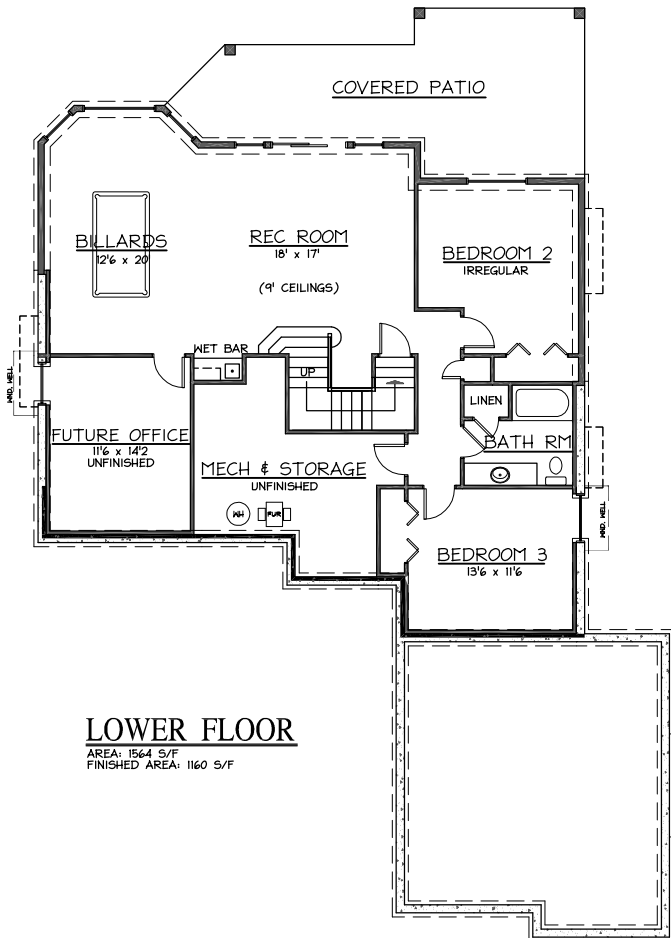 COVERED PATIO
BILLARDS
12'6 x 20'
REC ROOM
18' x 17'
(9' CEILINGS)
BEDROOM 2
IRREGULAR
WET BAR
UP
WND. WELL
LINEN
FUTURE OFFICE
11'6 x 14'2
UNFINISHED
BATH RM
MECH & STORAGE
UNFINISHED
WH
FUR
WND. WELL
BEDROOM 3
13'6 x 11'6
LOWER FLOOR
AREA: 1564 S/F
FINISHED AREA: 1160 S/F